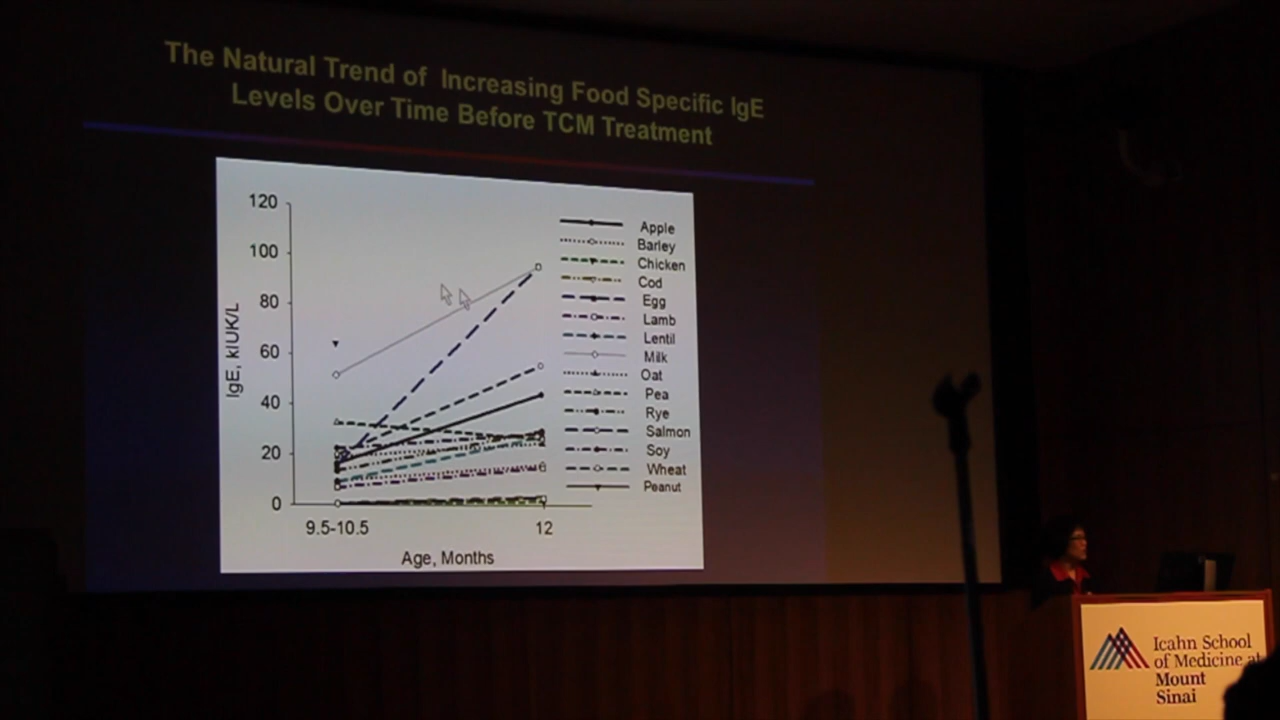 The Natural Trend of Increasing Food Specific IgE
Levels Over Time Before TCM Treatment
120
100
80
60
40
20
0
IgE, kIUK/L
9.5-10.5
12
Age, Months
Apple
Barley
Chicken
Cod
Egg
Lamb
Lentil
Milk
Oat
Pea
Rye
Salmon
Soy
Wheat
Peanut
Icahn School
of Medicine at
Mount
Sinai